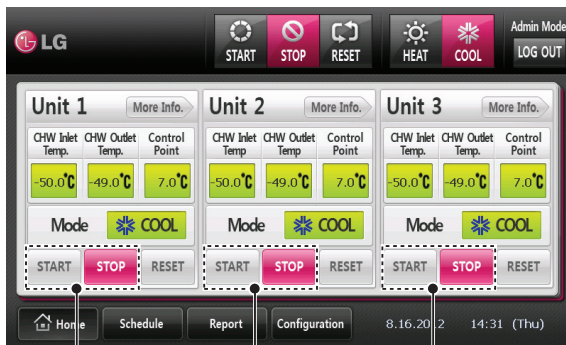 LG
START STOP RESET HEAT COOL
Admin Mode
LOG OUT
Unit 1 More Info.
CHW Inlet Temp. CHW Outlet Temp. Control Point
-50.0°C -49.0°C 7.0°C
Mode COOL
START STOP RESET
Unit 2 More Info.
CHW Inlet Temp CHW Outlet Temp Control Point
-50.0°C -49.0°C 7.0°C
Mode COOL
START STOP RESET
Unit 3 More Info.
CHW Inlet Temp. CHW Outlet Temp. Control Point
-50.0°C -49.0°C 7.0°C
Mode COOL
START STOP RESET
Home Schedule Report Configuration 8.16.2012 14:31 (Thu)